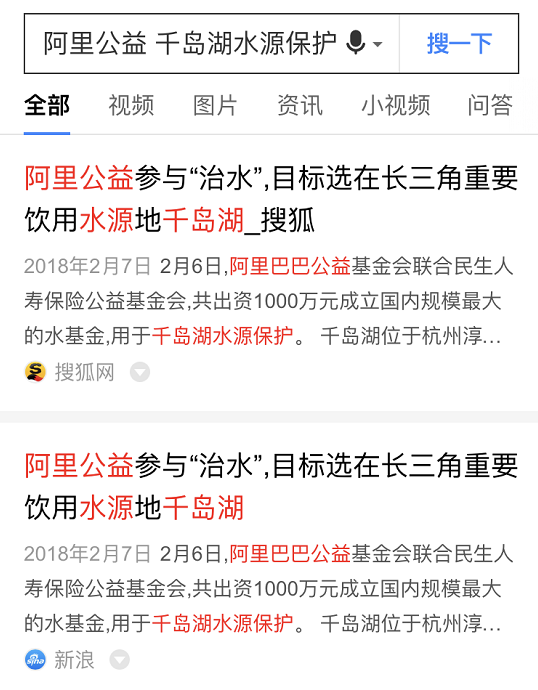 阿里公益 千岛湖水源保护 搜一下
全部 视频 图片 资讯 小视频 问答
阿里公益参与“治水”,目标选在长三角重要
饮用水源地千岛湖_搜狐
2018年2月7日 2月6日,阿里巴巴公益基金会联合民生人
寿保险公益基金会,共出资1000万元成立国内规模最大
的水基金,用于千岛湖水源保护。 千岛湖位于杭州淳...
搜狐网
阿里公益参与“治水”,目标选在长三角重要
饮用水源地千岛湖
2018年2月7日 2月6日,阿里巴巴公益基金会联合民生人
寿保险公益基金会,共出资1000万元成立国内规模最大
的水基金,用于千岛湖水源保护。 千岛湖位于杭州淳...
sina 新浪